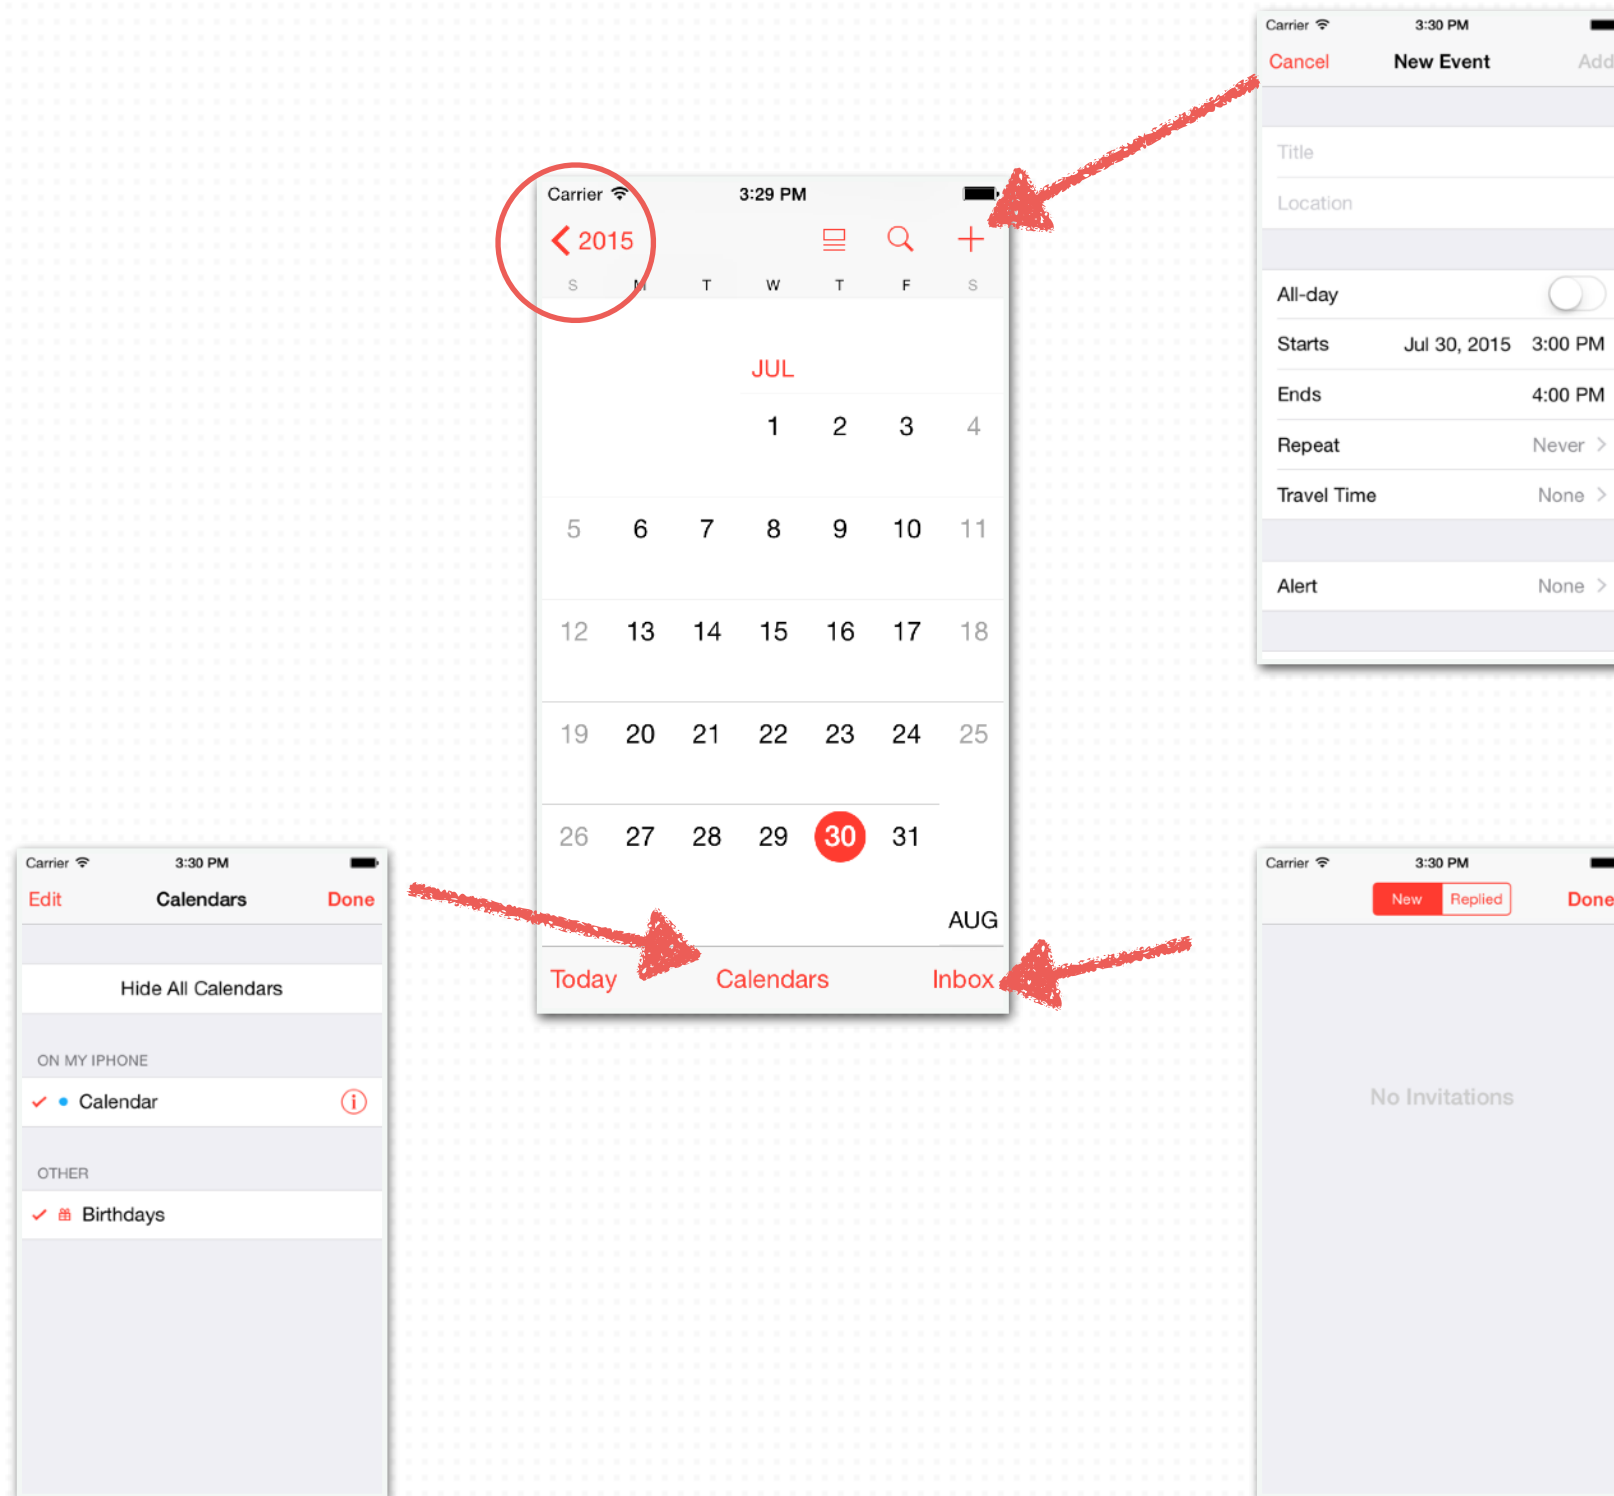 Carrier 3:30 PM
Cancel New Event Add
Title
Location
All-day
Starts Jul 30, 2015 3:00 PM
Ends 4:00 PM
Repeat Never >
Travel Time None >
Alert None >
Carrier 3:29 PM
2015
S M T W T F S
JUL
1 2 3 4
5 6 7 8 9 10 11
12 13 14 15 16 17 18
19 20 21 22 23 24 25
26 27 28 29 30 31
AUG
Today Calendars Inbox
Carrier 3:30 PM
Edit Calendars Done
Hide All Calendars
ON MY IPHONE
Calendar
OTHER
Birthdays
Carrier 3:30 PM
New Replied Done
No Invitations